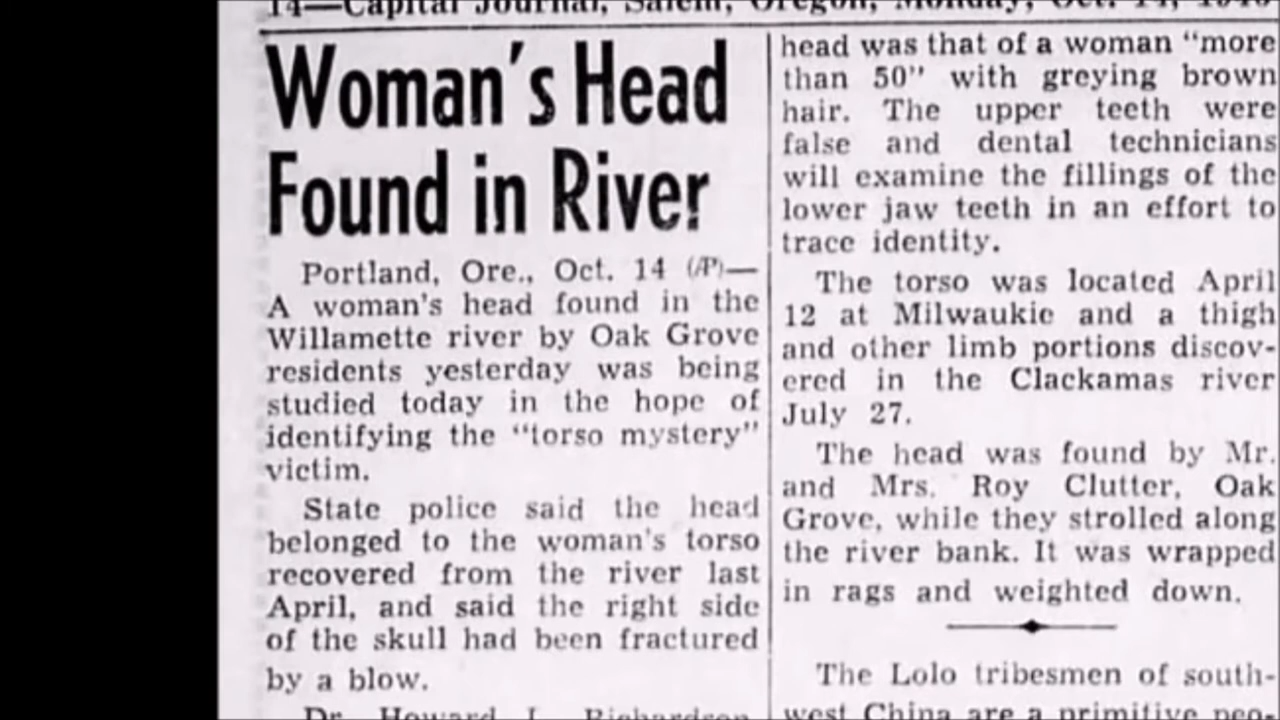 14—Capital Journal, Salem, Oregon, Monday, Oct. 14,
Woman's Head
Found in River
Portland, Ore., Oct. 14 (AP)—
A woman's head found in the
Willamette river by Oak Grove
residents yesterday was being
studied today in the hope of
identifying the "torso mystery"
victim.
State police said the head
belonged to the woman's torso
recovered from the river last
April, and said the right side
of the skull had been fractured
by a blow.
Dr. Howard L. Richardson
head was that of a woman "more
than 50" with greying brown
hair. The upper teeth were
false and dental technicians
will examine the fillings of the
lower jaw teeth in an effort to
trace identity.
The torso was located April
12 at Milwaukie and a thigh
and other limb portions discov-
ered in the Clackamas river
July 27.
The head was found by Mr.
and Mrs. Roy Clutter, Oak
Grove, while they strolled along
the river bank. It was wrapped
in rags and weighted down.
The Lolo tribesmen of south-
west China are a primitive peo-